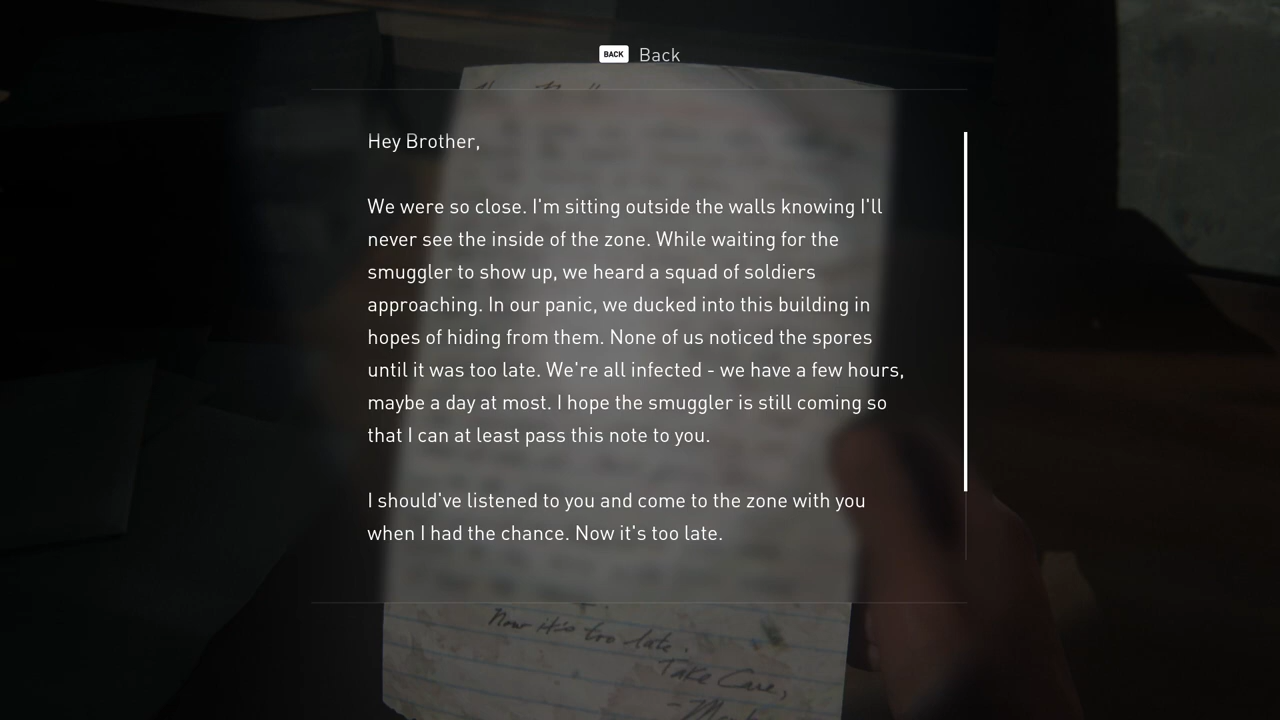 BACK Back
Hey Brother,
We were so close. I'm sitting outside the walls knowing I'll
never see the inside of the zone. While waiting for the
smuggler to show up, we heard a squad of soldiers
approaching. In our panic, we ducked into this building in
hopes of hiding from them. None of us noticed the spores
until it was too late. We're all infected - we have a few hours,
maybe a day at most. I hope the smuggler is still coming so
that I can at least pass this note to you.
I should've listened to you and come to the zone with you
when I had the chance. Now it's too late.
Now it's too late.
Take Care,